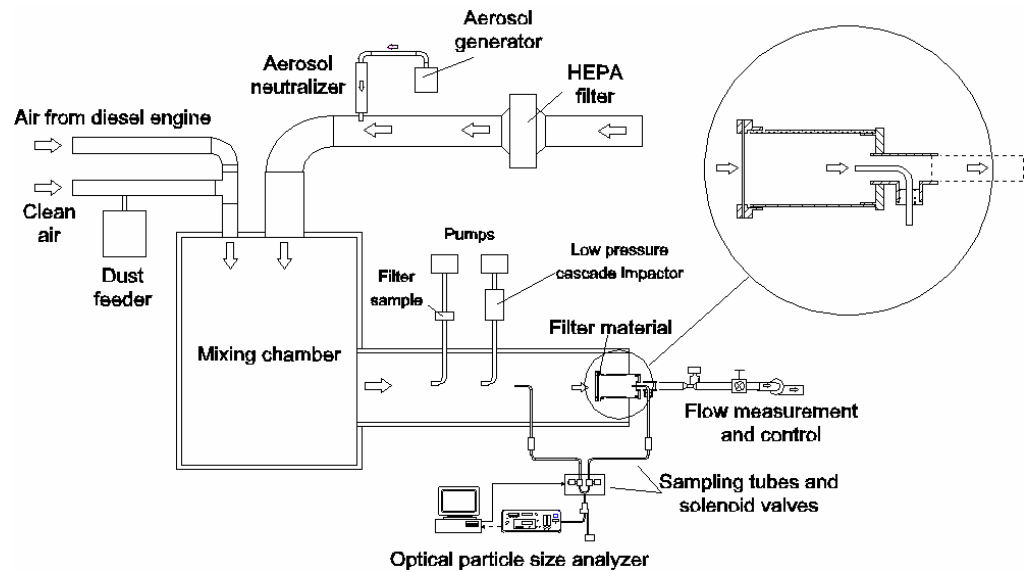 Aerosol
generator
Aerosol
neutralizer
HEPA
filter
Air from diesel engine
Clean
air
Dust
feeder
Pumps
Filter
sample
Low pressure
cascade Impactor
Filter material
Mixing chamber
Flow measurement
and control
Sampling tubes and
solenoid valves
Optical particle size analyzer